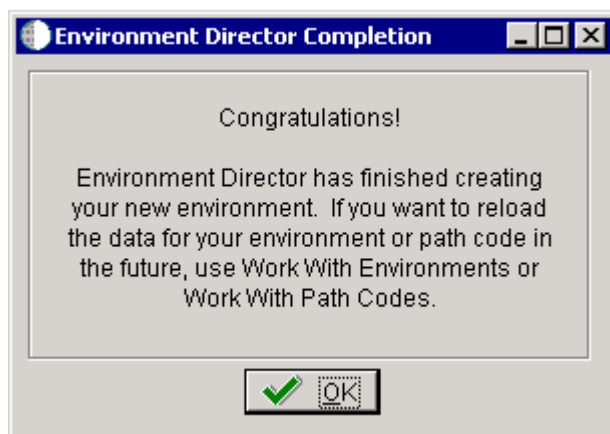 Environment Director Completion
Congratulations!
Environment Director has finished creating
your new environment. If you want to reload
the data for your environment or path code in
the future, use Work With Environments or
Work With Path Codes.
OK